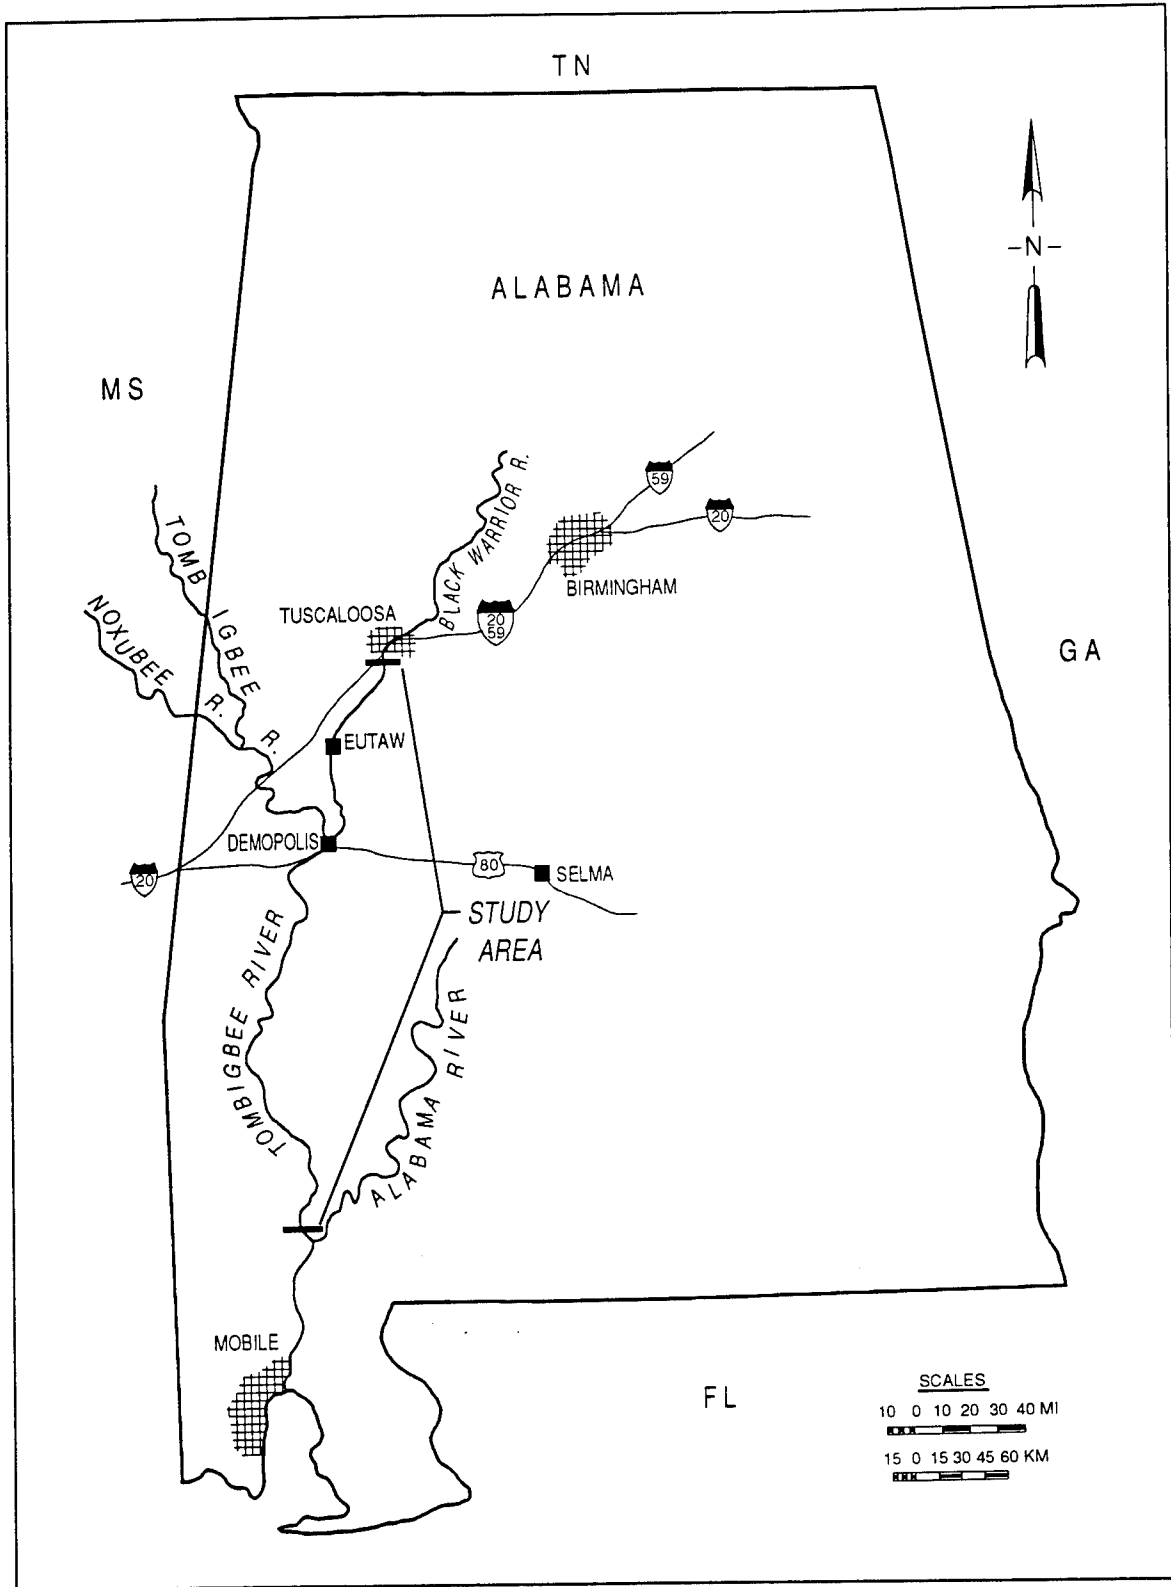 TN
-N-
ALABAMA
MS
TOMBIGBEE R.
NOXUBEE R.
BLACK WARRIOR R.
59
20
BIRMINGHAM
TUSCALOOSA
20
59
GA
EUTAW
DEMOPOLIS
20
80
SELMA
STUDY
AREA
TOMBIGBEE RIVER
ALABAMA RIVER
MOBILE
FL
SCALES
10 0 10 20 30 40 MI
15 0 15 30 45 60 KM